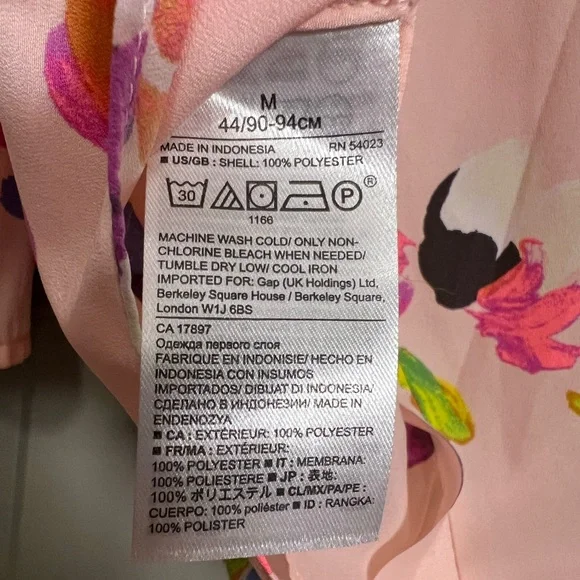 M
44/90-94CM
MADE IN INDONESIA RN 54023
■ US/GB : SHELL: 100% POLYESTER
30 P ®
1166
MACHINE WASH COLD/ ONLY NON-
CHLORINE BLEACH WHEN NEEDED/
TUMBLE DRY LOW/ COOL IRON
IMPORTED FOR: Gap (UK Holdings) Ltd,
Berkeley Square House / Berkeley Square,
London W1J 6BS
CA 17897
Одежда первого слоя
FABRIQUE EN INDONESIE/ HECHO EN
INDONESIA CON INSUMOS
IMPORTADOS/ DIBUAT DI INDONESIA/
СДЕЛАНО В ИНДОНЕЗИИ/ MADE IN
ENDENOZYA
■ CA : EXTÉRIEUR: 100% POLYESTER
■ FR/MA : EXTÉRIEUR:
100% POLYESTER ■ IT : MEMBRANA:
100% POLIESTERE ■ JP : 表地:
100% ポリエステル ■ CL/MX/PA/PE :
CUERPO: 100% poliéster ■ ID : RANGKA:
100% POLISTER